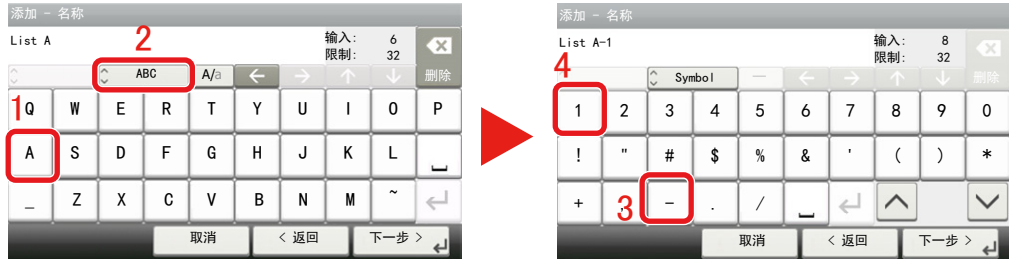 添加 - 名称
List A
输入: 6
限制: 32
2
ABC
A/a
← → ↑ ↓
删除
1
Q W E R T Y U I O P
A S D F G H J K L ␣
_ Z X C V B N M ~ ↵
取消 < 返回 下一步 > ↵
添加 - 名称
List A-1
输入: 8
限制: 32
4
Symbol
← → ↑ ↓
删除
1 2 3 4 5 6 7 8 9 0
! " # $ % & ' ( ) *
3
+ - . / ␣ ↵
取消 < 返回 下一步 > ↵